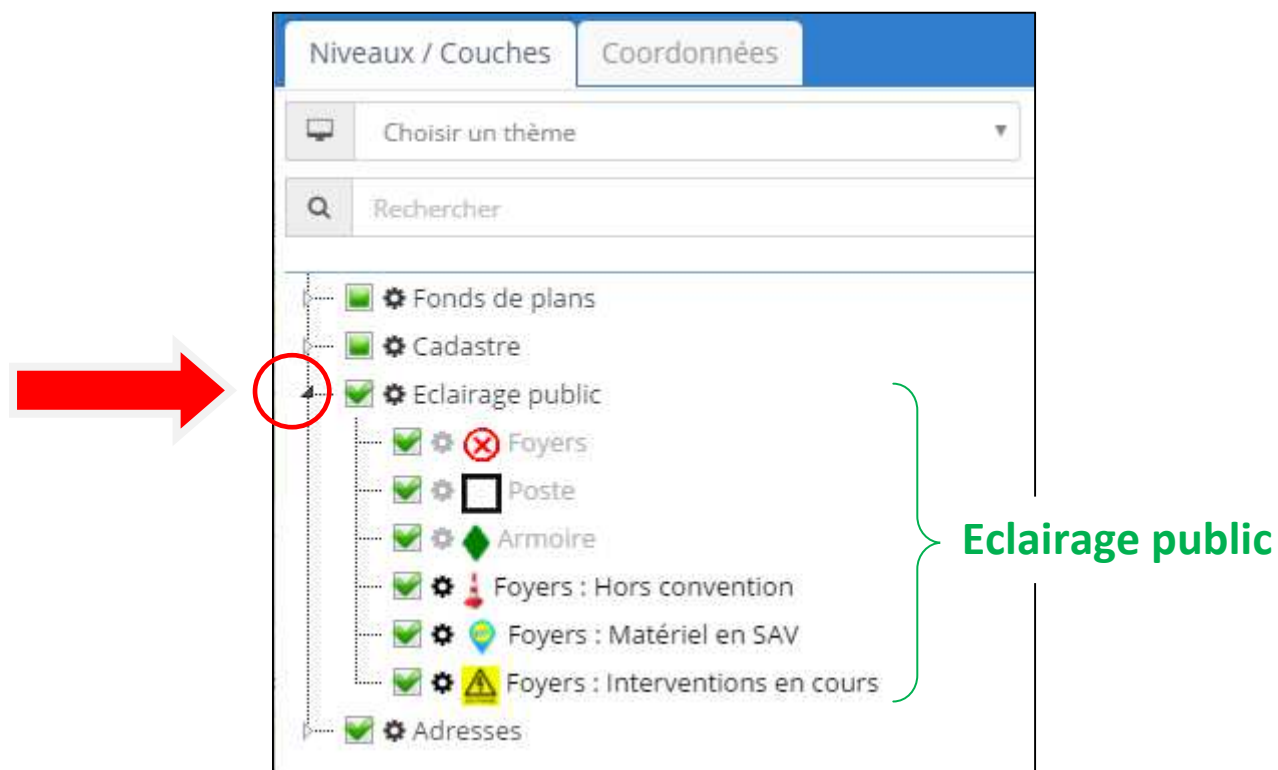 Niveaux / Couches Coordonnées
Choisir un thème
Rechercher
Fonds de plans
Cadastre
Eclairage public
Foyers
Poste
Armoire
Foyers : Hors convention
Foyers : Matériel en SAV
Foyers : Interventions en cours
Adresses
Eclairage public